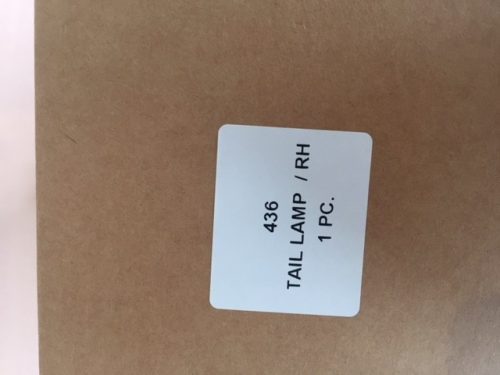 436
TAIL LAMP / RH
1 PC.